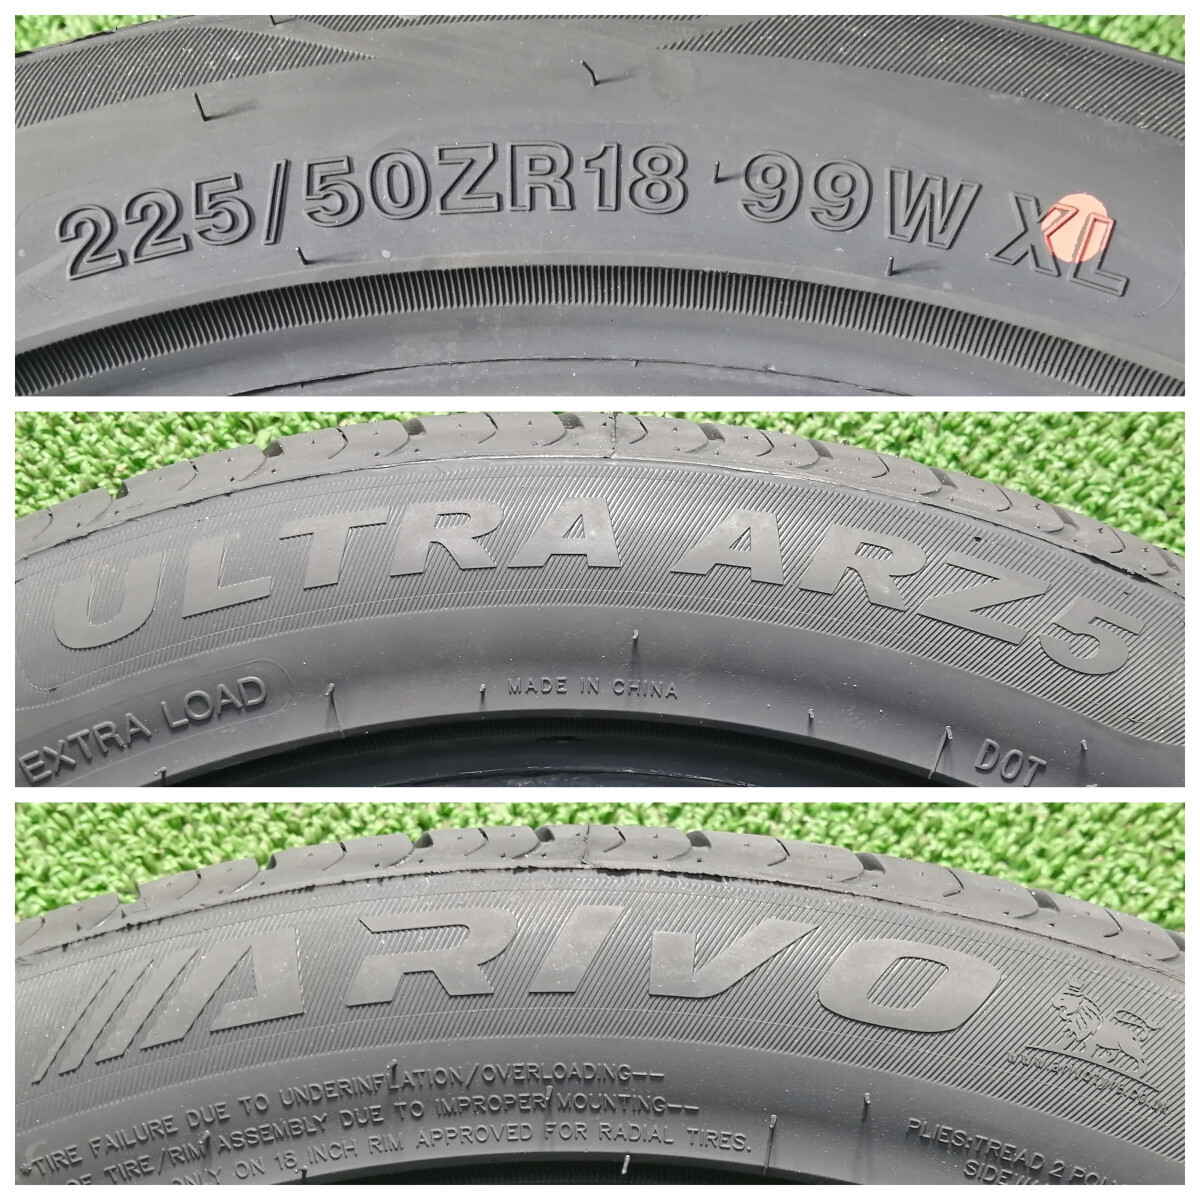 225/50ZR18 99W XL
ULTRA ARZ5
EXTRA LOAD
MADE IN CHINA
DOT
ARIVO
*TIRE FAILURE DUE TO UNDERINFLATION/OVERLOADING--
OF TIRE/RIM ASSEMBLY DUE TO IMPROPER MOUNTING--
ONLY ON 18 INCH RIM APPROVED FOR RADIAL TIRES.
PLIES:TREAD 2